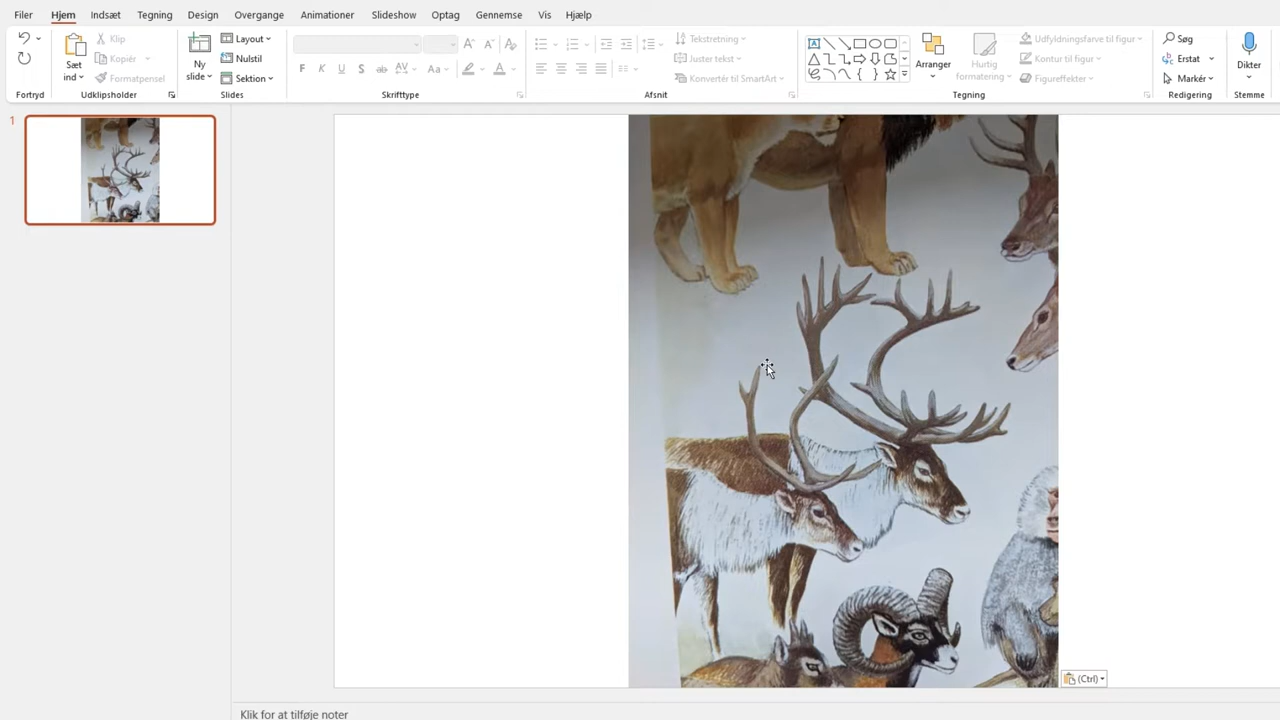 Filer Hjem Indsæt Tegning Design Overgange Animationer Slideshow Optag Gennemse Vis Hjælp
Sæt ind
Klip
Kopiér
Formatpensel
Ny slide
Layout
Nulstil
Sektion
F K U S ab AV Aa A
Tekstretning
Juster tekst
Konvertér til SmartArt
Arranger
Hurtig formatering
Udfyldningsfarve til figur
Kontur til figur
Figureffekter
Søg
Erstat
Markér
Dikter
Fortryd Udklipsholder Slides Skrifttype Afsnit Tegning Redigering Stemme
1
(Ctrl)
Klik for at tilføje noter